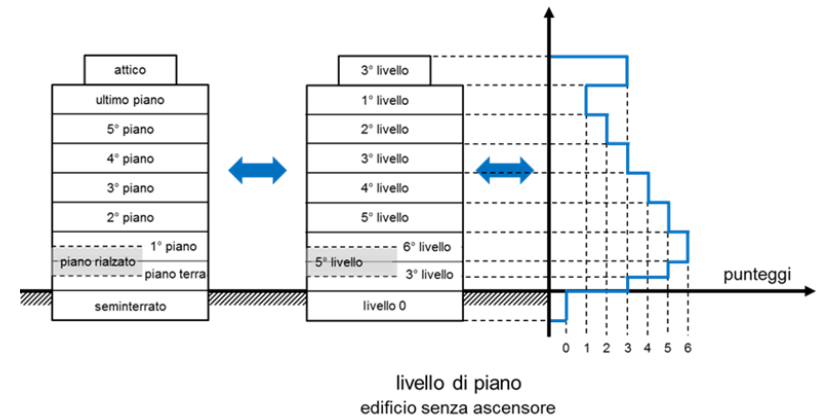 attico
ultimo piano
5° piano
4° piano
3° piano
2° piano
1° piano
piano rialzato
piano terra
seminterrato
3° livello
1° livello
2° livello
3° livello
4° livello
5° livello
6° livello
5° livello
3° livello
livello 0
punteggi
0 1 2 3 4 5 6
livello di piano
edificio senza ascensore